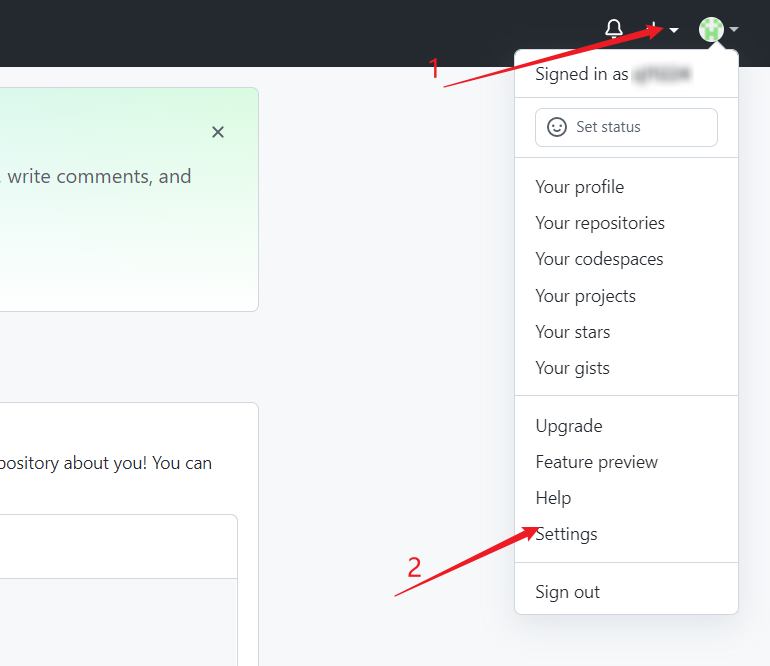 1
Signed in as
Set status
write comments, and
Your profile
Your repositories
Your codespaces
Your projects
Your stars
Your gists
Upgrade
pository about you! You can
Feature preview
Help
Settings
2
Sign out